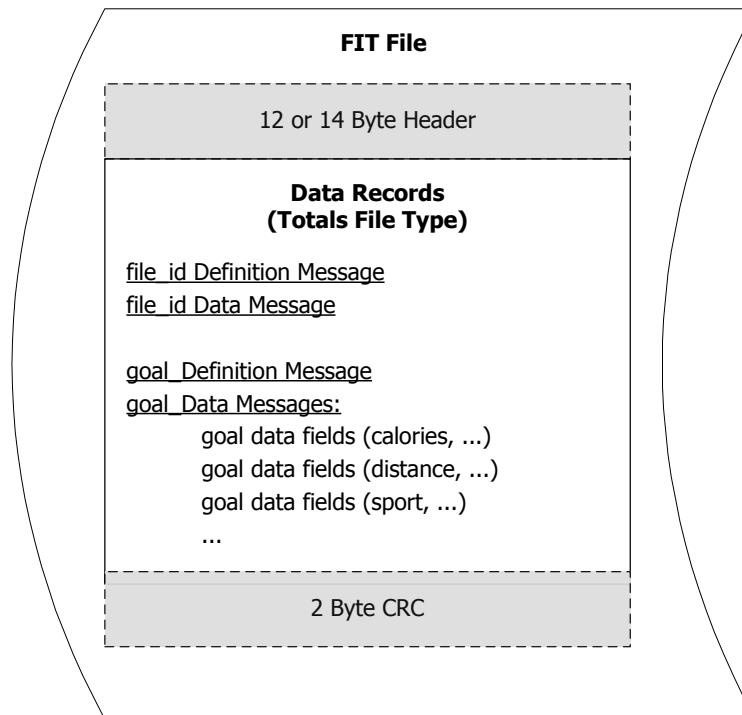 FIT File
12 or 14 Byte Header
Data Records
(Totals File Type)
file_id Definition Message
file_id Data Message
goal_Definition Message
goal_Data Messages:
goal data fields (calories, ...)
goal data fields (distance, ...)
goal data fields (sport, ...)
...
2 Byte CRC